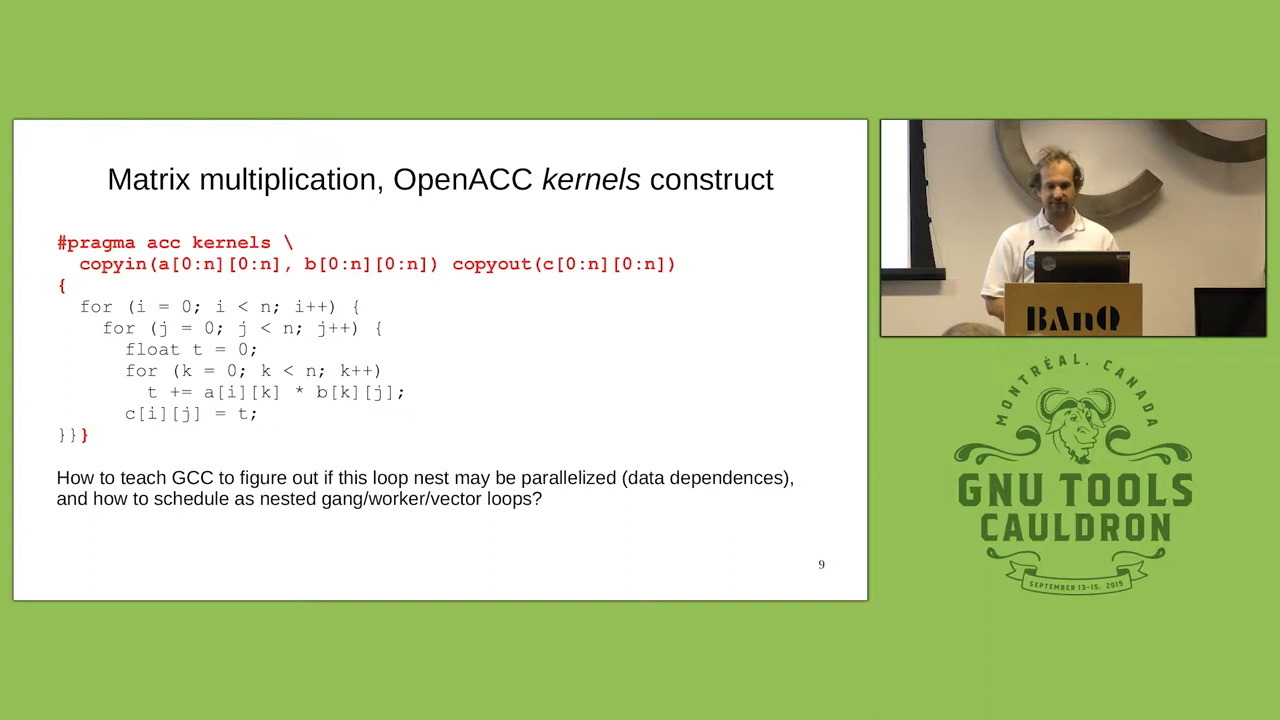 Matrix multiplication, OpenACC kernels construct
#pragma acc kernels \
copyin(a[0:n][0:n], b[0:n][0:n]) copyout(c[0:n][0:n])
{
for (i = 0; i < n; i++) {
for (j = 0; j < n; j++) {
float t = 0;
for (k = 0; k < n; k++)
t += a[i][k] * b[k][j];
c[i][j] = t;
}}}
How to teach GCC to figure out if this loop nest may be parallelized (data dependences),
and how to schedule as nested gang/worker/vector loops?
9
BAnQ
MONTRÉAL, CANADA
GNU TOOLS
CAULDRON
SEPTEMBER 13-15, 2019